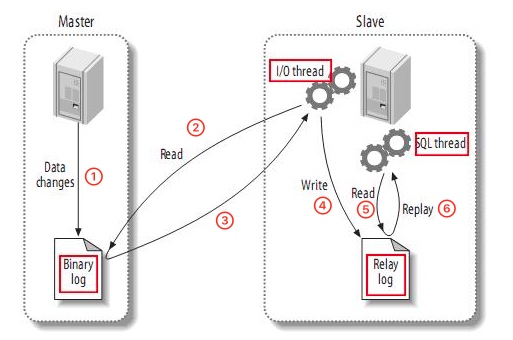 Master
Slave
I/O thread
②
Read
SQL thread
Data
changes
①
③
Write
④
Read
⑤
Replay
⑥
Binary
log
Relay
log